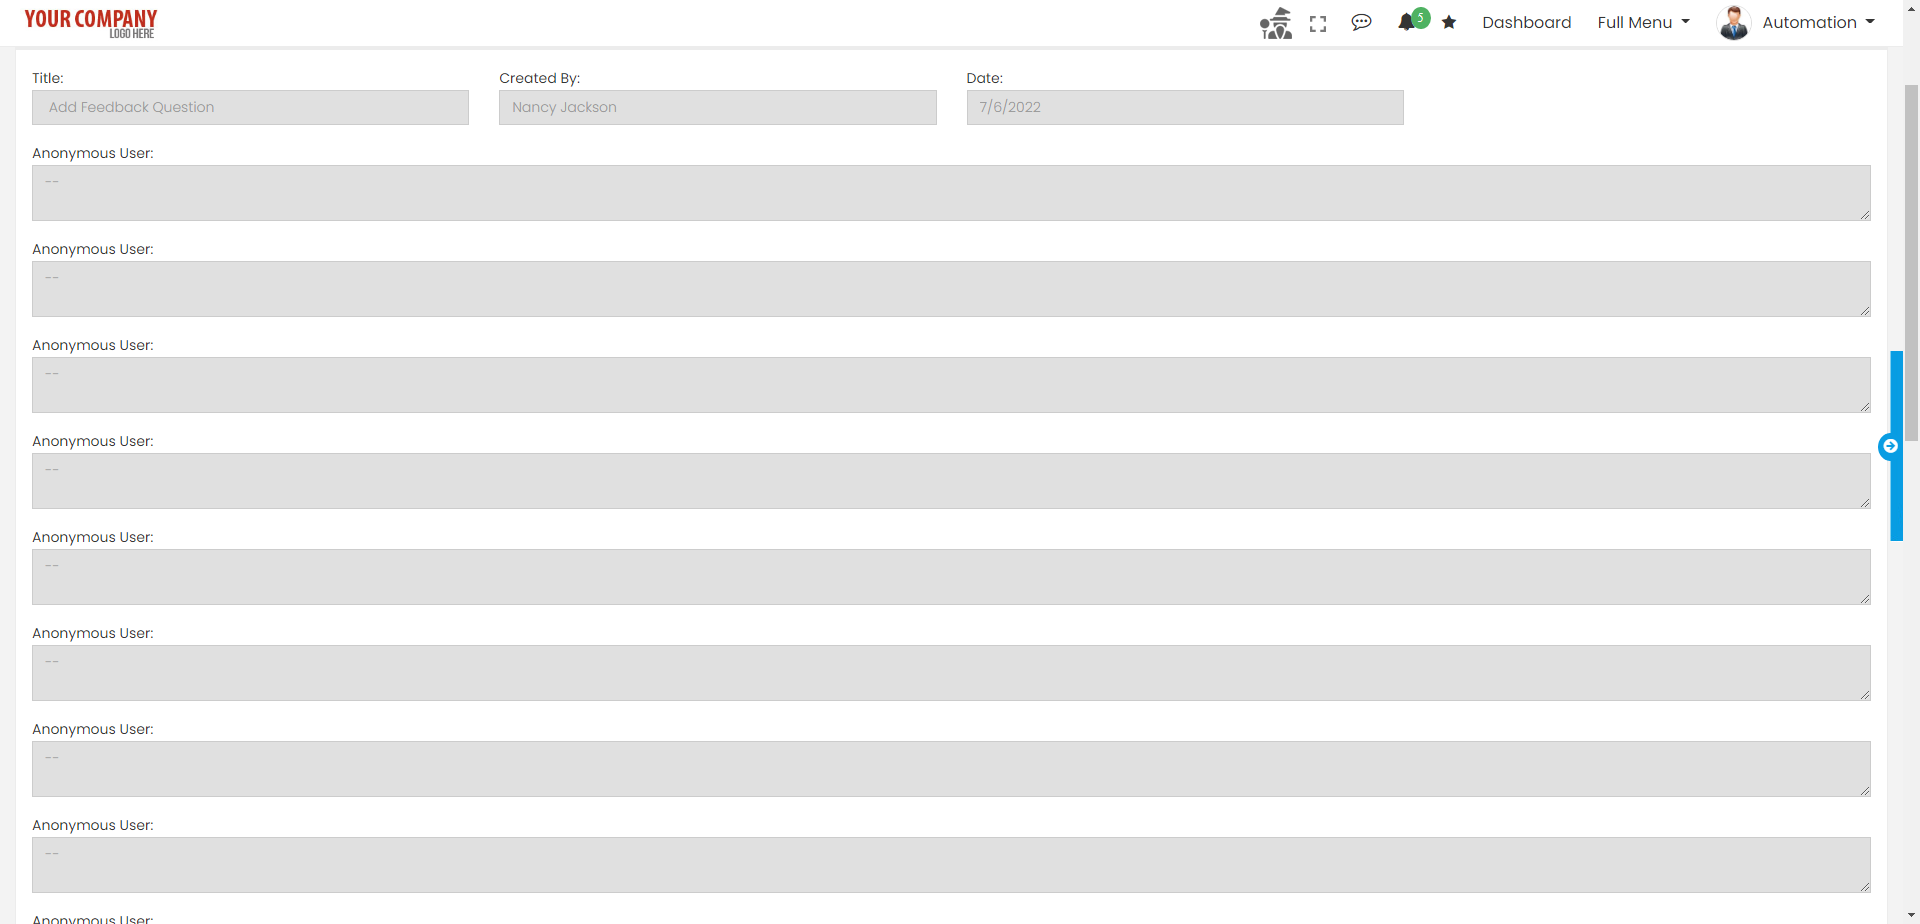 YOUR COMPANY
LOGO HERE
5
Dashboard
Full Menu
Automation
Title:
Created By:
Date:
Add Feedback Question
Nancy Jackson
7/6/2022
Anonymous User:
--
Anonymous User:
--
Anonymous User:
--
Anonymous User:
--
Anonymous User:
--
Anonymous User:
--
Anonymous User:
--
Anonymous User:
--
Anonymous User: